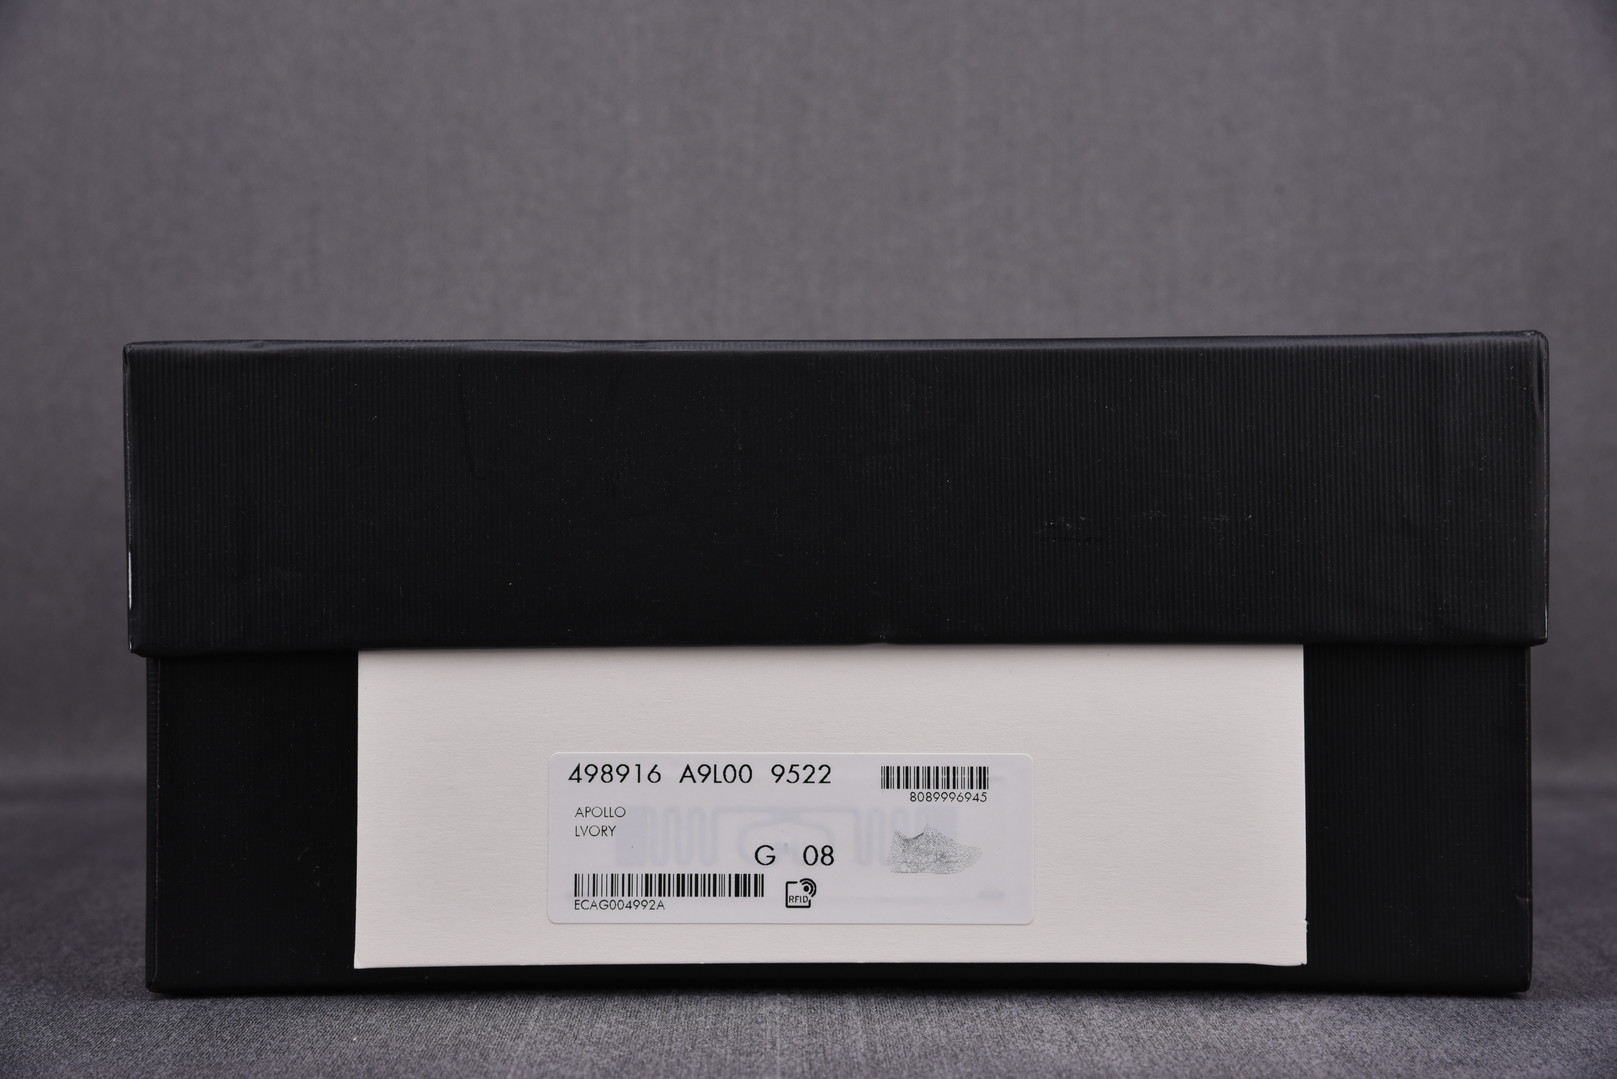 498916 A9L00 9522
8089996945
APOLLO
LVORY
G 08
ECAG004992A
RFID